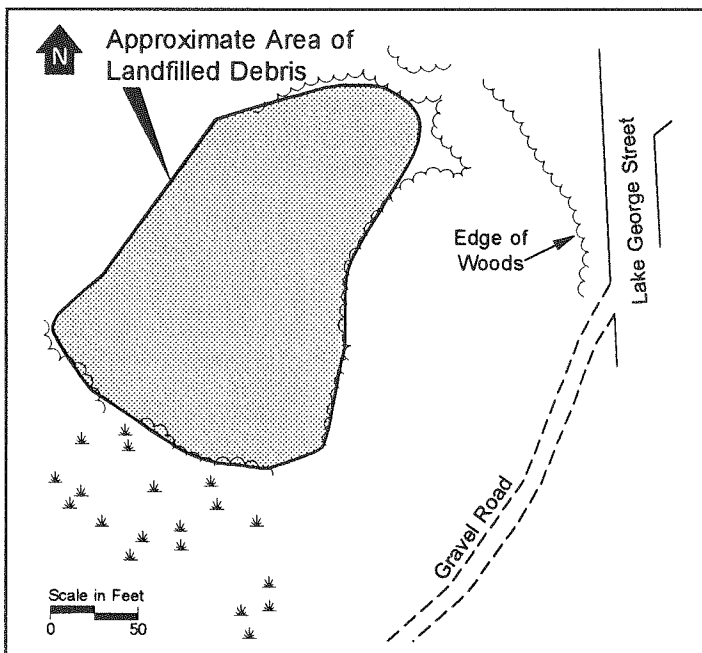 N
Approximate Area of
Landfilled Debris
Edge of
Woods
Lake George Street
Gravel Road
Scale in Feet
0 50